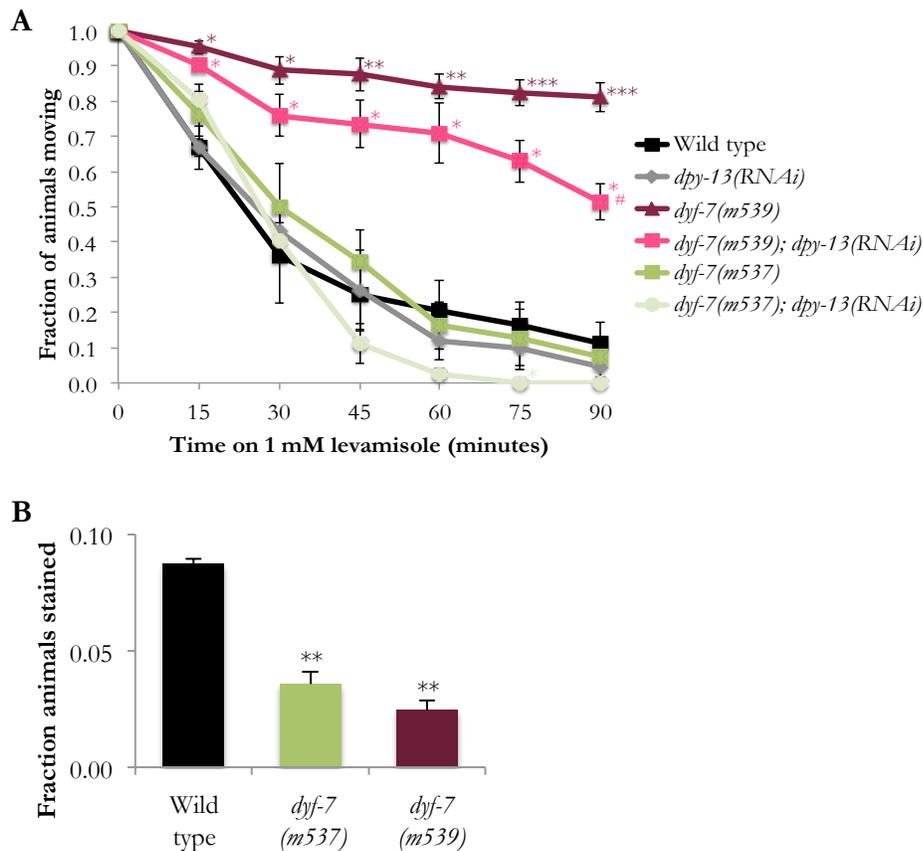 A
Fraction of animals moving
1.0
0.9
0.8
0.7
0.6
0.5
0.4
0.3
0.2
0.1
0.0
0 15 30 45 60 75 90
Time on 1 mM levamisole (minutes)
*
*
**
**
***
***
*
*
*
*
*
*
#
*
Wild type
dpy-13(RNAi)
dyf-7(m539)
dyf-7(m539); dpy-13(RNAi)
dyf-7(m537)
dyf-7(m537); dpy-13(RNAi)
B
Fraction animals stained
0.10
0.05
0.00
**
**
Wild
type
dyf-7
(m537)
dyf-7
(m539)